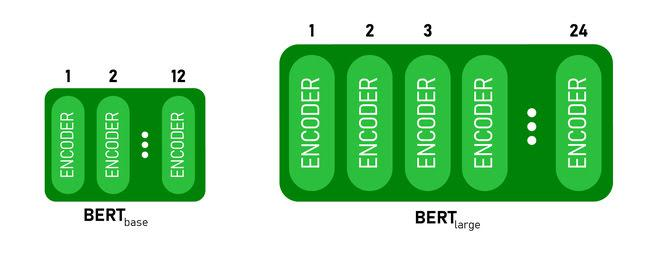 1 2 12
ENCODER ENCODER ENCODER
BERTbase
1 2 3 24
ENCODER ENCODER ENCODER ENCODER ENCODER
BERTlarge